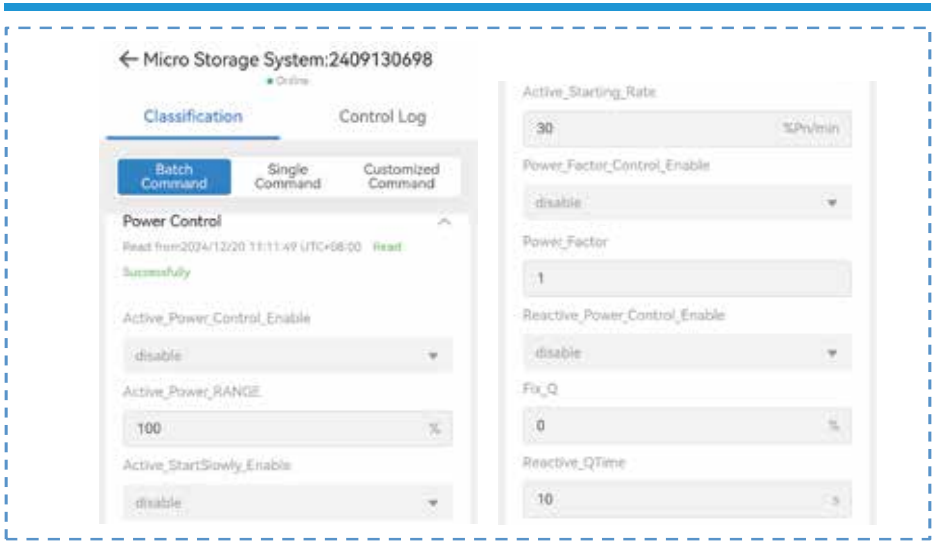 ← Micro Storage System:2409130698
Online
Classification Control Log
Batch Command Single Command Customized Command
Power Control
Read from2024/12/20 11:11:49 UTC+08:00 Read
Successfully
Active_Power_Control_Enable
disable
Active_Power_RANGE
100 %
Active_StartSlowly_Enable
disable
Active_Starting_Rate
30 %Pn/min
Power_Factor_Control_Enable
disable
Power_Factor
1
Reactive_Power_Control_Enable
disable
Fix_Q
0 %
Reactive_QTime
10 s